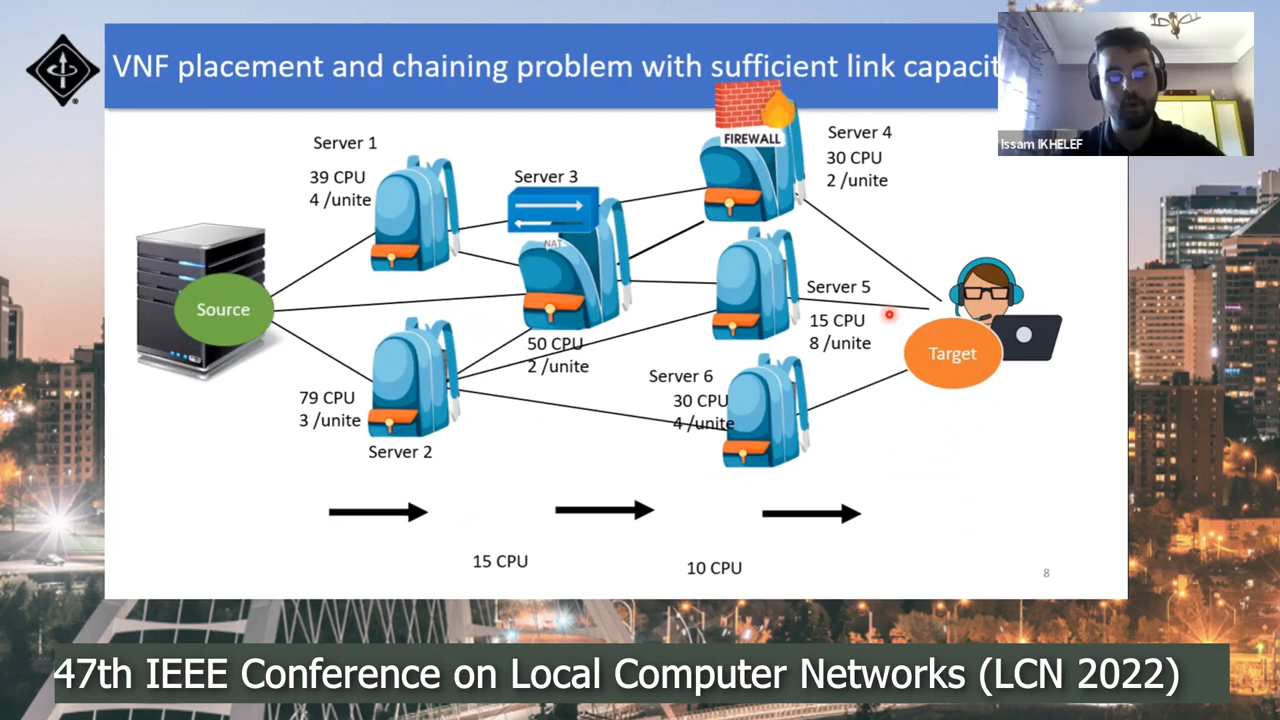 VNF placement and chaining problem with sufficient link capacit
Issam IKHELEF
Server 1
39 CPU
4 /unite
Server 3
NAT
50 CPU
2 /unite
FIREWALL
Server 4
30 CPU
2 /unite
Source
Server 5
15 CPU
8 /unite
Target
79 CPU
3 /unite
Server 2
Server 6
30 CPU
4 /unite
15 CPU
10 CPU
8
47th IEEE Conference on Local Computer Networks (LCN 2022)